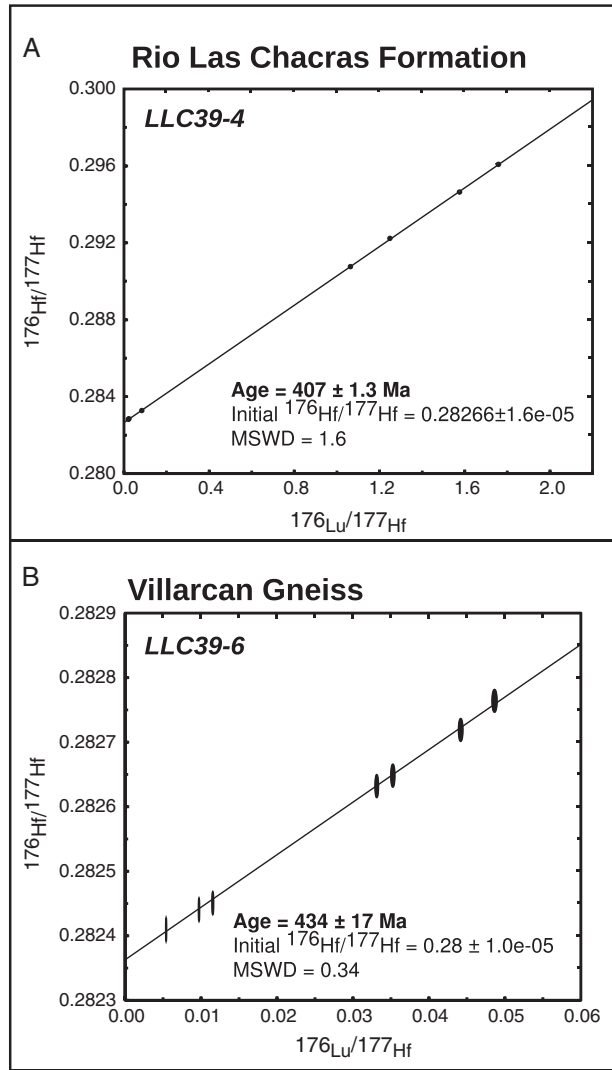 A
Rio Las Chacras Formation
LLC39-4
0.300
0.296
0.292
0.288
0.284
0.280
176Hf/177Hf
Age = 407 ± 1.3 Ma
Initial 176Hf/177Hf = 0.28266±1.6e-05
MSWD = 1.6
0.0 0.4 0.8 1.2 1.6 2.0
176Lu/177Hf
B
Villarcan Gneiss
LLC39-6
0.2829
0.2828
0.2827
0.2826
0.2825
0.2824
0.2823
176Hf/177Hf
Age = 434 ± 17 Ma
Initial 176Hf/177Hf = 0.28 ± 1.0e-05
MSWD = 0.34
0.00 0.01 0.02 0.03 0.04 0.05 0.06
176Lu/177Hf